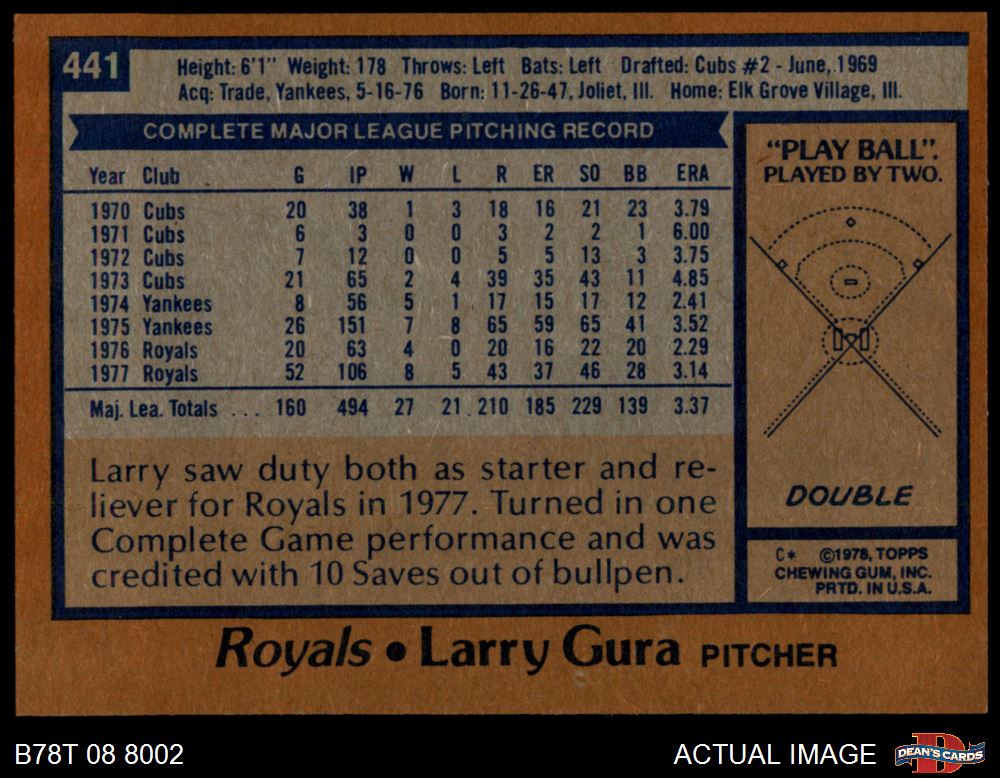 441
Height: 6'1" Weight: 178 Throws: Left Bats: Left Drafted: Cubs #2 - June, 1969
Acq: Trade, Yankees, 5-16-76 Born: 11-26-47, Joliet, Ill. Home: Elk Grove Village, Ill.
COMPLETE MAJOR LEAGUE PITCHING RECORD
Year Club G IP W L R ER SO BB ERA
1970 Cubs 20 38 1 3 18 16 21 23 3.79
1971 Cubs 6 3 0 0 3 2 2 1 6.00
1972 Cubs 7 12 0 0 5 5 13 3 3.75
1973 Cubs 21 65 2 4 39 35 43 11 4.85
1974 Yankees 8 56 5 1 17 15 17 12 2.41
1975 Yankees 26 151 7 8 65 59 65 41 3.52
1976 Royals 20 63 4 0 20 16 22 20 2.29
1977 Royals 52 106 8 5 43 37 46 28 3.14
Maj. Lea. Totals ... 160 494 27 21 210 185 229 139 3.37
Larry saw duty both as starter and re-
liever for Royals in 1977. Turned in one
Complete Game performance and was
credited with 10 Saves out of bullpen.
"PLAY BALL".
PLAYED BY TWO.
DOUBLE
C* ©1978, TOPPS
CHEWING GUM, INC.
PRTD. IN U.S.A.
Royals • Larry Gura PITCHER
B78T 08 8002
ACTUAL IMAGE
DEAN'S CARDS